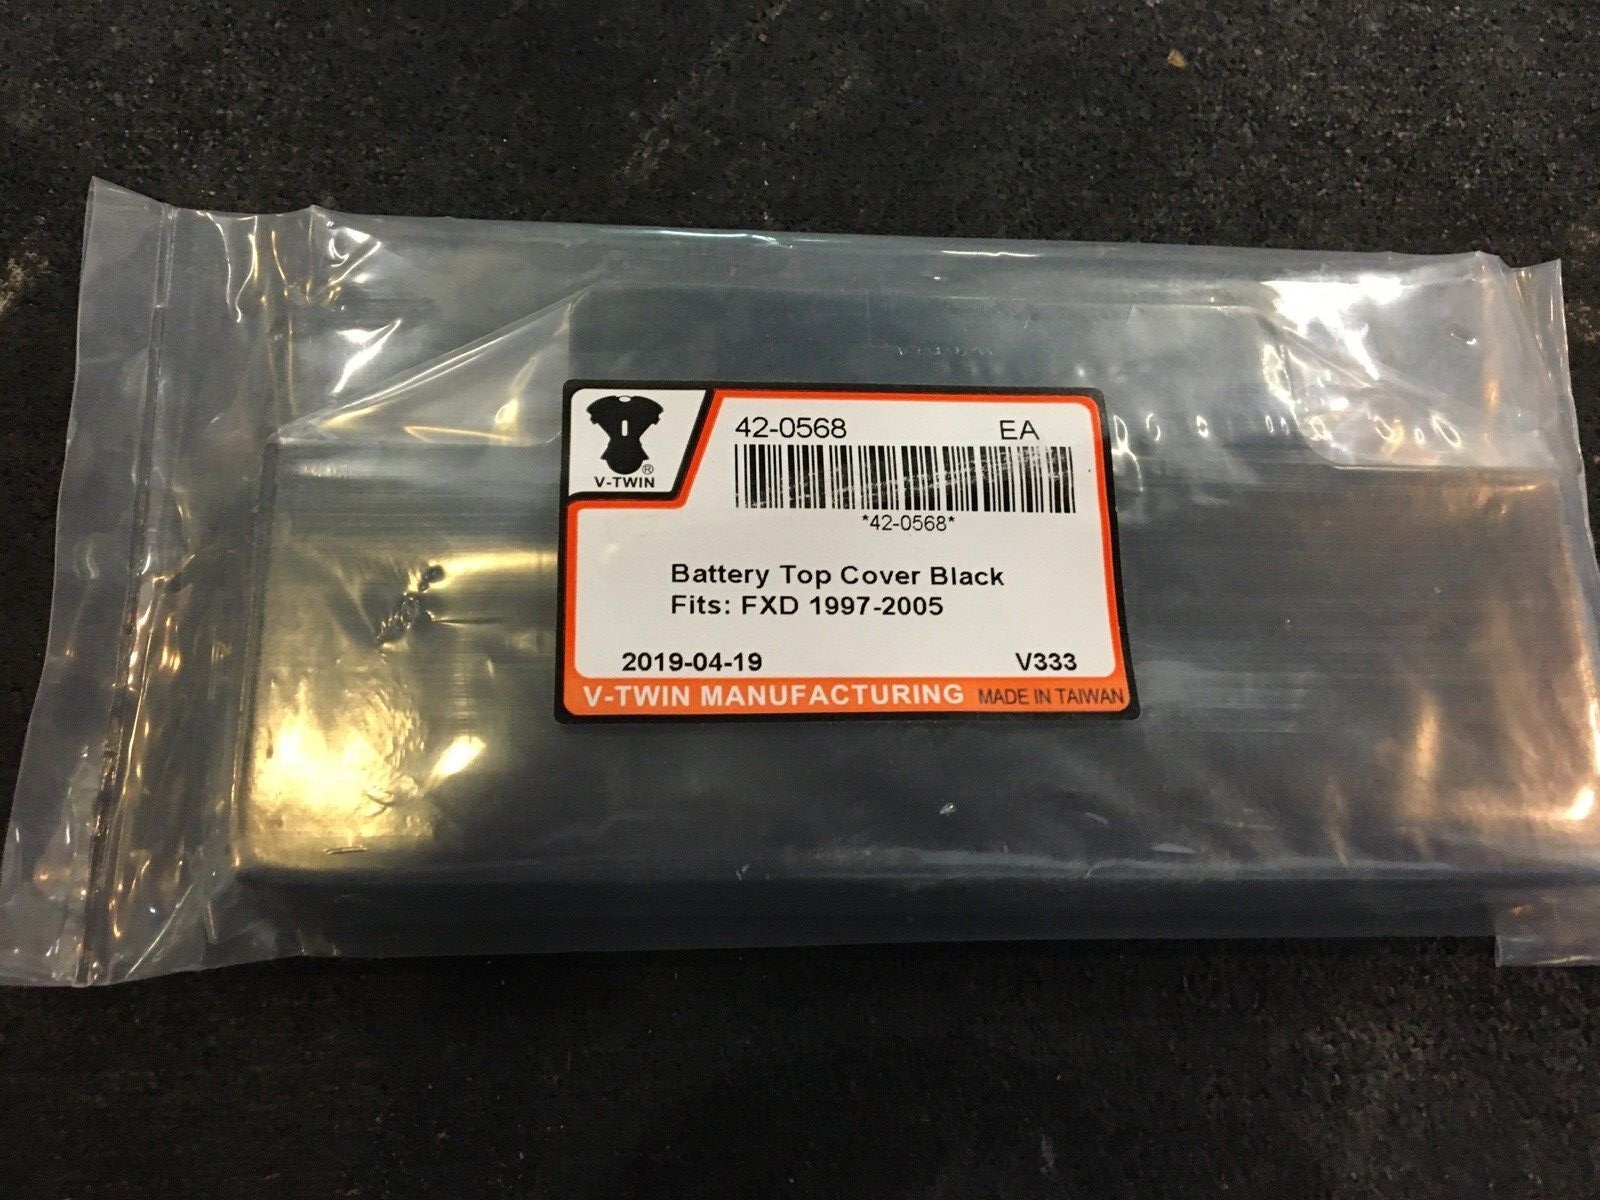 V-TWIN®
42-0568 EA
*42-0568*
Battery Top Cover Black
Fits: FXD 1997-2005
2019-04-19 V333
V-TWIN MANUFACTURING MADE IN TAIWAN